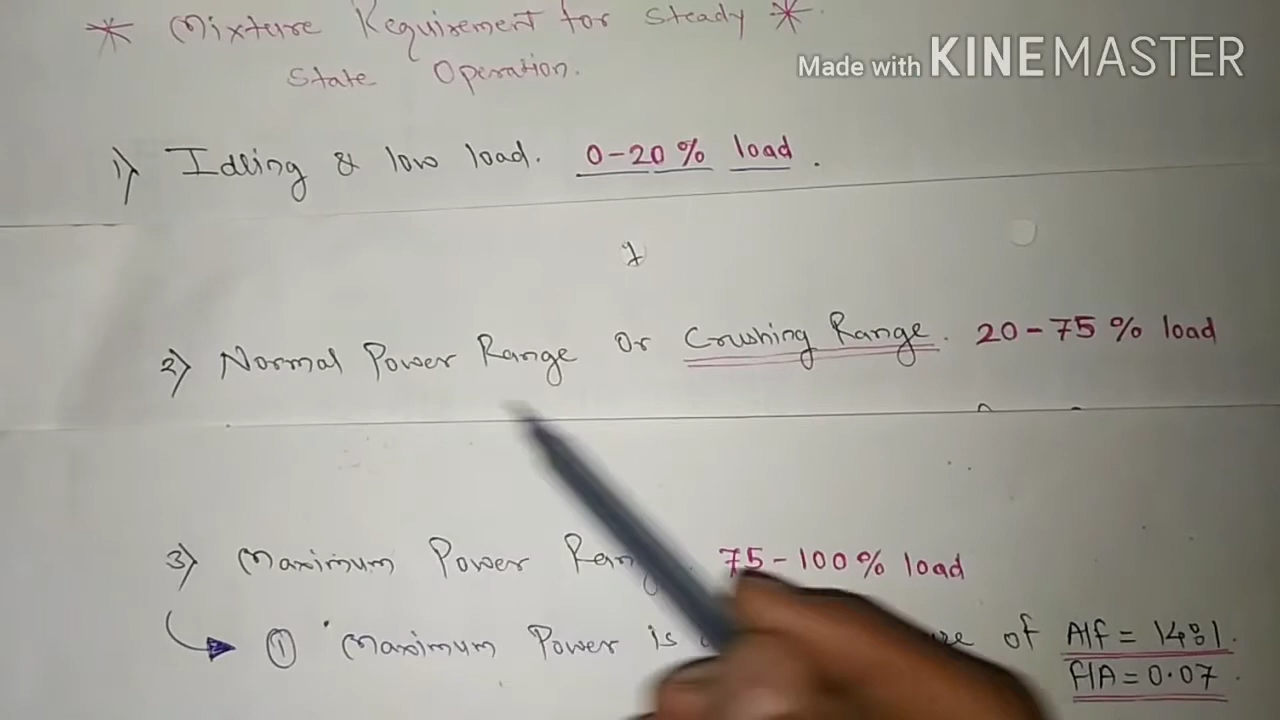 * Mixture Requirement for Steady *
State Operation.
Made with KINEMASTER
1) Idling & low load. 0-20% load.
2) Normal Power Range or Crushing Range. 20-75% load
3) Maximum Power 75-100% load
① Maximum Power is of A/f = 14:1.
f/A = 0.07.